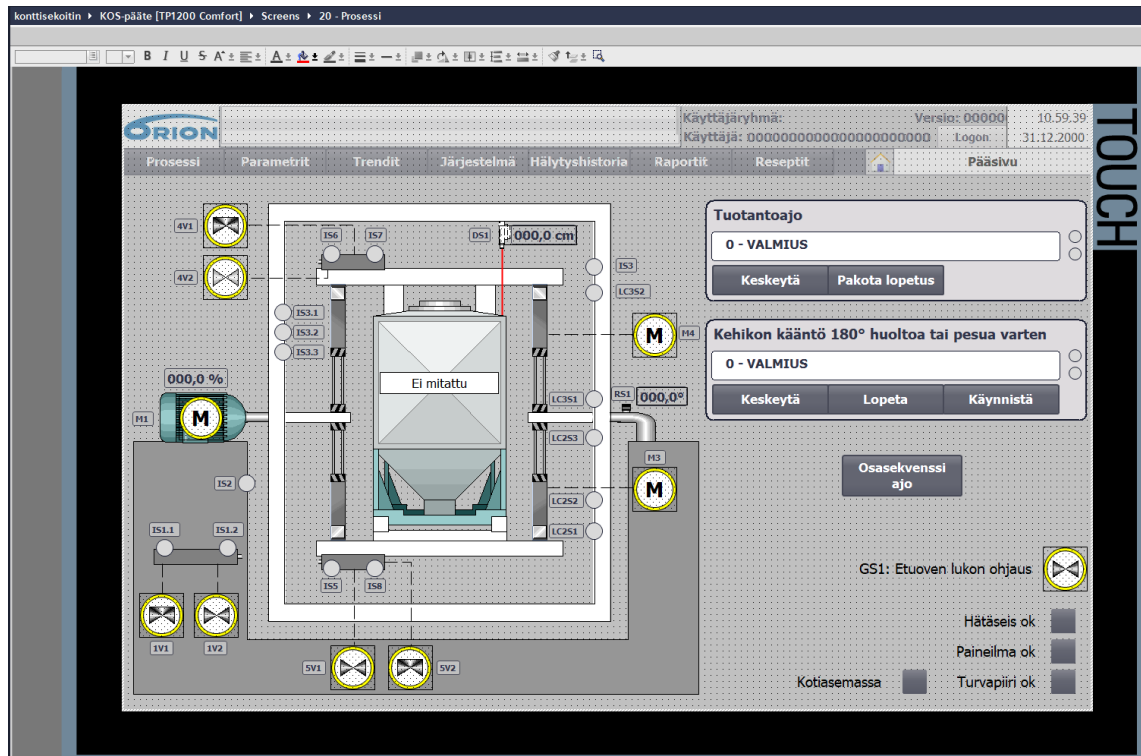 konttisekoitin ▸ KOS-pääte [TP1200 Comfort] ▸ Screens ▸ 20 - Prosessi
B I U S A
ORION
Käyttäjäryhmä: Versio: 00000 10.59.39
Käyttäjä: 0000000000000000000000 Logon 31.12.2000
Prosessi Parametrit Trendit Järjestelmä Hälytyshistoria Raportit Reseptit Pääsivu
TOUCH
Tuotantoajo
0 - VALMIUS
Keskeytä Pakota lopetus
Kehikon kääntö 180° huoltoa tai pesua varten
0 - VALMIUS
Keskeytä Lopeta Käynnistä
Osasekvenssi
ajo
GS1: Etuoven lukon ohjaus
Hätäseis ok
Paineilma ok
Kotiasemassa Turvapiiri ok
4V1
4V2
IS6 IS7 DS1 000,0 cm
IS3
LC3S2
IS3.1
IS3.2
IS3.3
M M4
Ei mitattu
000,0 %
M1 M
LC3S1 RS1 000,0°
LC2S3
M3
M
IS2
LC2S2
LC2S1
IS1.1 IS1.2
IS5 IS8
1V1 1V2
5V1 5V2